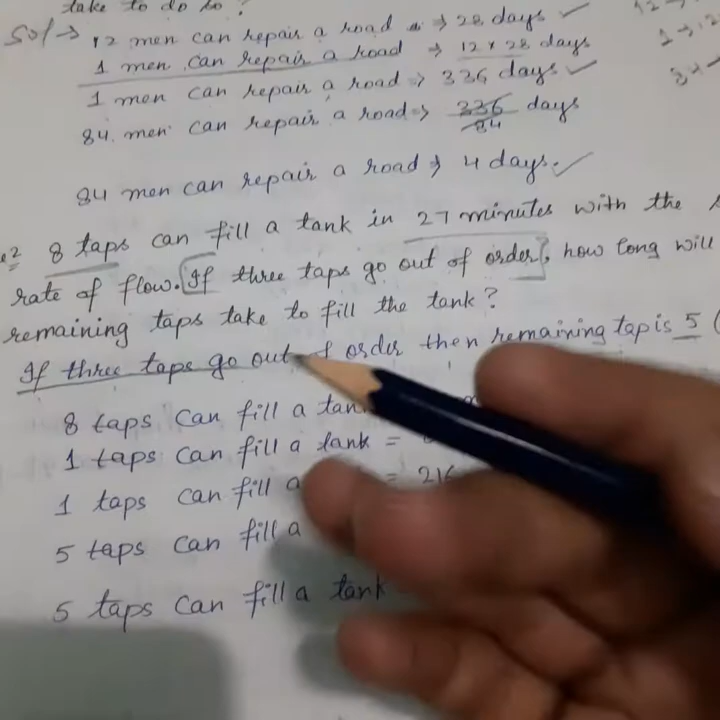 take to do so?
Sol → 12 men can repair a road → 28 days
1 men can repair a road → 12 x 28 days
1 men can repair a road → 336 days
84 men can repair a road → 336/84 days
84 men can repair a road → 4 days.
8 taps can fill a tank in 27 minutes with the
rate of flow. If three taps go out of order, how long will
remaining taps take to fill the tank?
If three taps go out of order then remaining tap is 5 (
8 taps can fill a tan
1 taps can fill a tank =
1 taps can fill a = 216
5 taps can fill a
5 taps can fill a tank